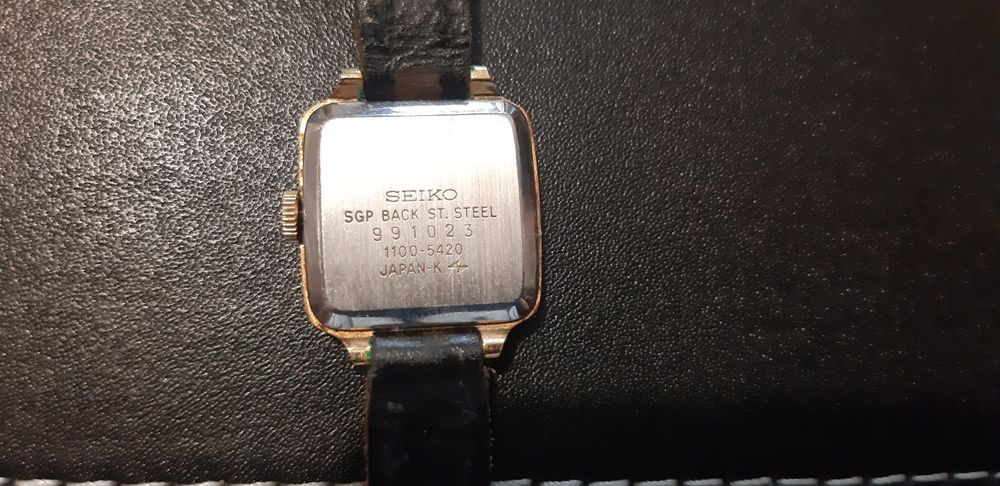 SEIKO
SGP BACK ST. STEEL
991023
1100-5420
JAPAN-K